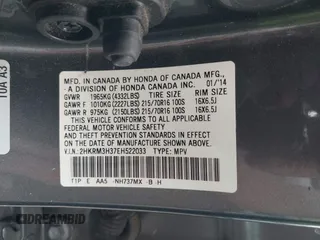 MFD. IN CANADA BY HONDA OF CANADA MFG.,
- A DIVISION OF HONDA CANADA INC. 01/14
GVWR 1965KG (4332LBS) TIRE SIZE RIM SIZE
GAWR F 1010KG (2227LBS) 215/70R16 100S 16X6.5J
GAWR R 975KG (2150LBS) 215/70R16 100S 16X6.5J
THIS VEHICLE CONFORMS TO ALL APPLICABLE
FEDERAL MOTOR VEHICLE SAFETY
AND THEFT PREVENTION STANDARDS IN EFFECT
ON THE DATE OF MANUFACTURE SHOWN ABOVE.
V.I.N.: 2HKRM3H37EH522033 TYPE: MPV
T1P E AA5 -NH737MX B-H
10A A3
© DREAMBID